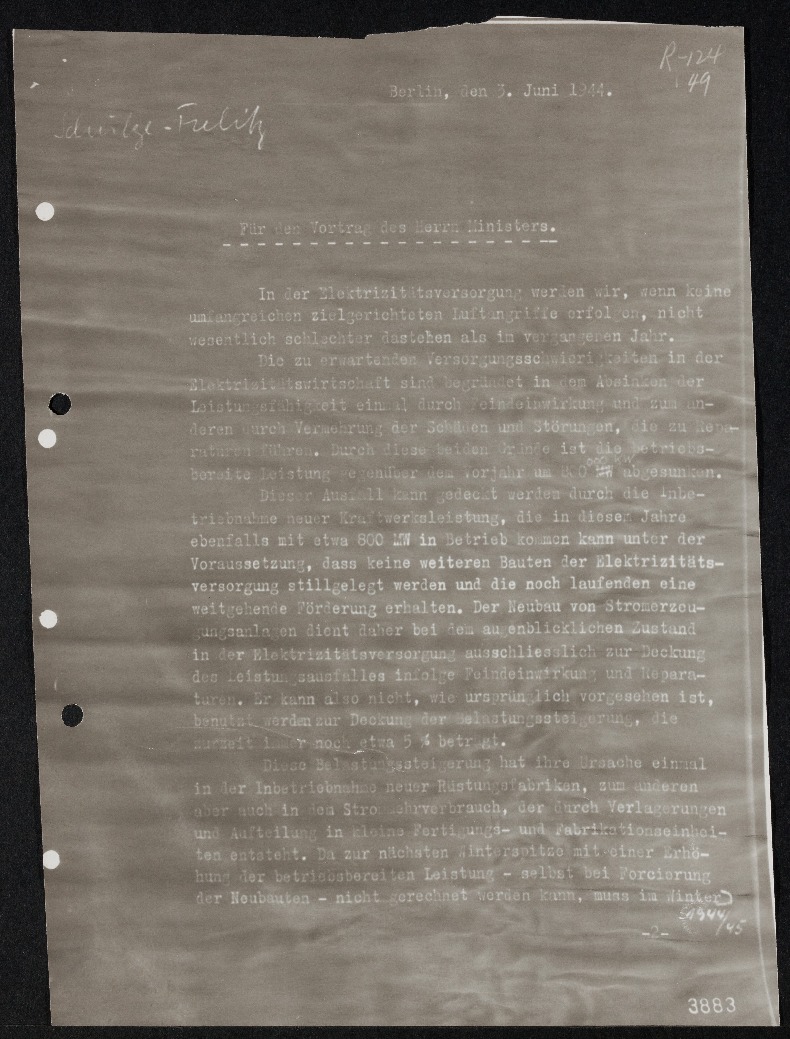 R-124
49
Berlin, den 3. Juni 1944.
Für den Vortrag des Herrn Ministers.
In der Elektrizitätsversorgung werden wir, wenn keine
umfangreichen zielgerichteten Luftangriffe erfolgen, nicht
wesentlich schlechter dastehen als im vergangenen Jahr.
Die zu erwartenden Versorgungsschwierigkeiten in der
Elektrizitätswirtschaft sind begründet in dem Absinken der
Leistungsfähigkeit einmal durch Feindeinwirkung und zum an-
deren durch Vermehrung der Schäden und Störungen, die zu Repa-
raturen führen. Durch diese beiden Gründe ist die betriebs-
bereite Leistung gegenüber dem Vorjahr um 800 000 kW abgesunken.
Dieser Ausfall kann gedeckt werden durch die Inbe-
triebnahme neuer Kraftwerksleistung, die in diesem Jahre
ebenfalls mit etwa 800 MW in Betrieb kommen kann unter der
Voraussetzung, dass keine weiteren Bauten der Elektrizitäts-
versorgung stillgelegt werden und die noch laufenden eine
weitgehende Förderung erhalten. Der Neubau von Stromerzeu-
gungsanlagen dient daher bei dem augenblicklichen Zustand
in der Elektrizitätsversorgung ausschliesslich zur Deckung
des Leistungsausfalles infolge Feindeinwirkung und Repara-
turen. Er kann also nicht, wie ursprünglich vorgesehen ist,
benutzt werden zur Deckung der Belastungssteigerung, die
zurzeit immer noch etwa 5 % beträgt.
Diese Belastungssteigerung hat ihre Ursache einmal
in der Inbetriebnahme neuer Rüstungsfabriken, zum anderen
aber auch in dem Strommehrverbrauch, der durch Verlagerungen
und Aufteilung in kleine Fertigungs- und Fabrikationseinhei-
ten entsteht. Da zur nächsten Winterspitze mit einer Erhö-
hung der betriebsbereiten Leistung - selbst bei Forcierung
der Neubauten - nicht gerechnet werden kann, muss im Winter
1944/45
-2-
3883